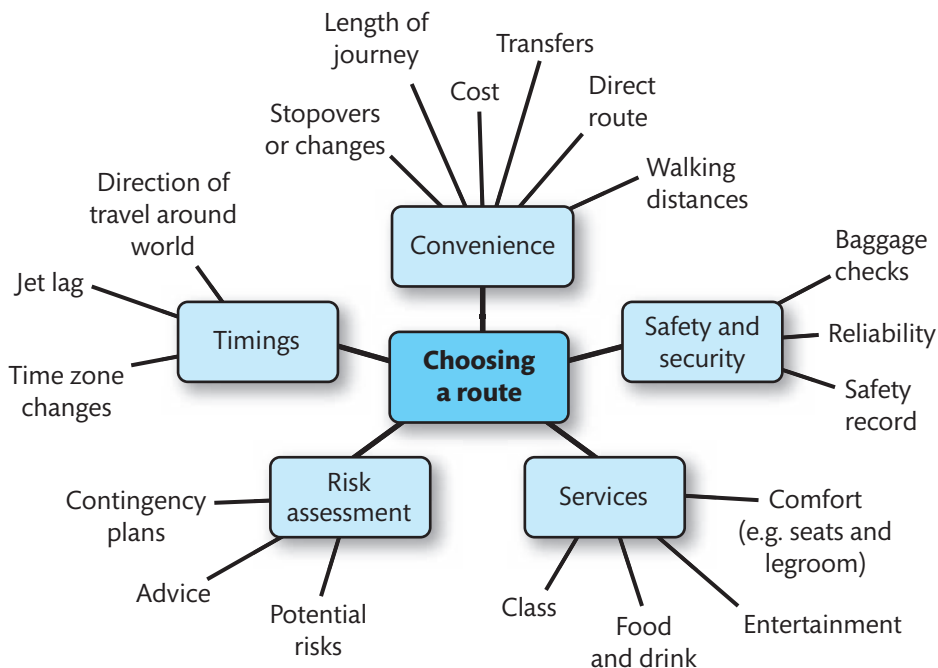 Length of
journey
Transfers
Cost
Direct
route
Stopovers
or changes
Walking
distances
Convenience
Direction of
travel around
world
Jet lag
Time zone
changes
Timings
Choosing
a route
Safety and
security
Baggage
checks
Reliability
Safety
record
Risk
assessment
Contingency
plans
Advice
Potential
risks
Services
Comfort
(e.g. seats and
legroom)
Class
Food
and drink
Entertainment